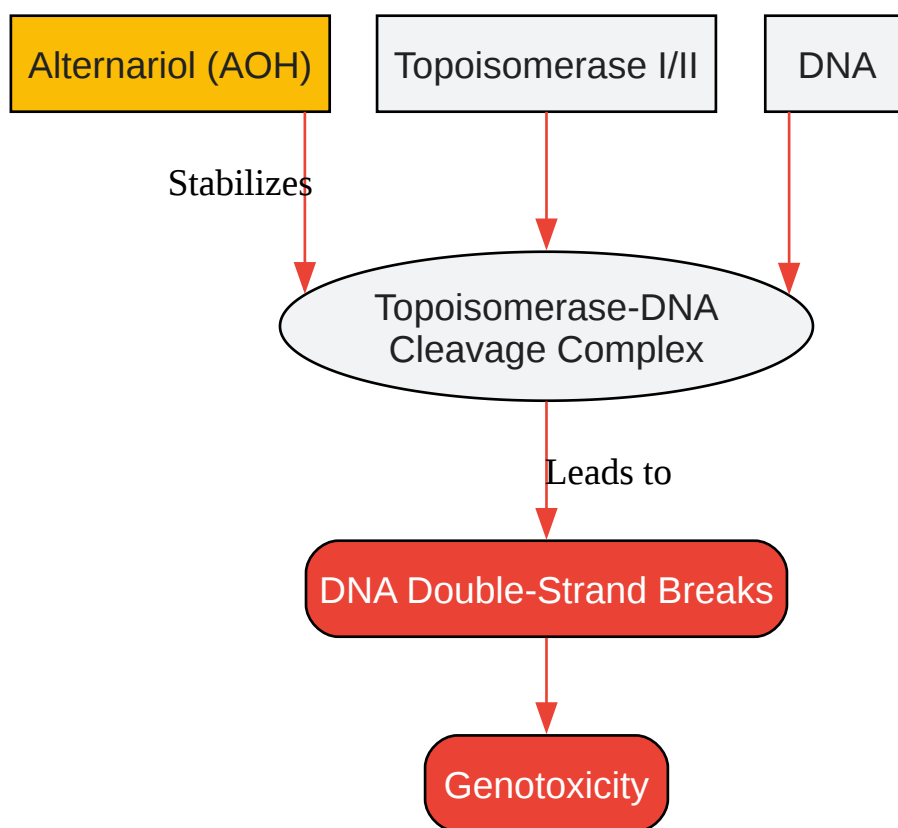 Alternariol (AOH)
Topoisomerase I/II
DNA
Stabilizes
Topoisomerase-DNA
Cleavage Complex
Leads to
DNA Double-Strand Breaks
Genotoxicity